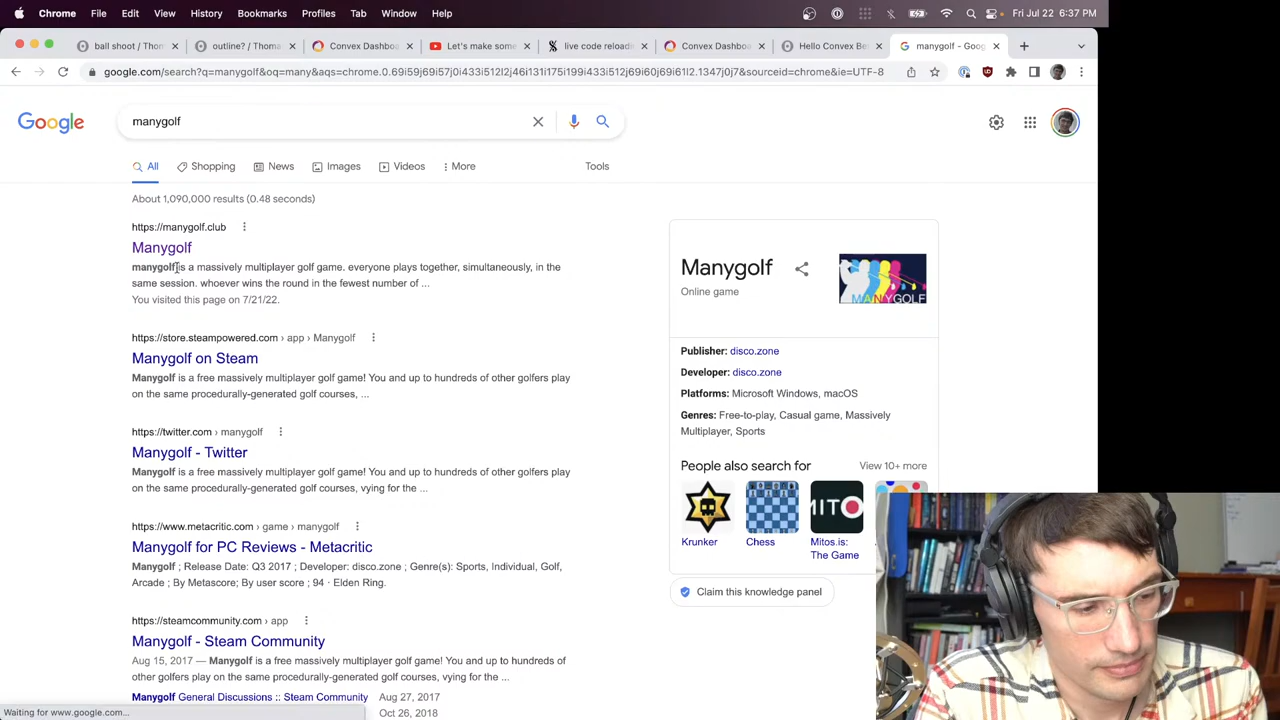 Chrome File Edit View History Bookmarks Profiles Tab Window Help Fri Jul 22 6:37 PM
ball shoot / Thom outline? / Thoma Convex Dashbo Let's make some live code reloadi Convex Dashbo Hello Convex Be manygolf - Goog
google.com/search?q=manygolf&oq=many&aqs=chrome.0.69i59j69i57j0i433i512l2j46i131i175i199i433i512j69i60j69i61l2.1347j0j7&sourceid=chrome&ie=UTF-8
Google
manygolf
All Shopping News Images Videos More Tools
About 1,090,000 results (0.48 seconds)
https://manygolf.club
Manygolf
manygolf is a massively multiplayer golf game. everyone plays together, simultaneously, in the
same session. whoever wins the round in the fewest number of ...
You visited this page on 7/21/22.
https://store.steampowered.com › app › Manygolf
Manygolf on Steam
Manygolf is a free massively multiplayer golf game! You and up to hundreds of other golfers play
on the same procedurally-generated golf courses, ...
https://twitter.com › manygolf
Manygolf - Twitter
Manygolf is a free massively multiplayer golf game! You and up to hundreds of other golfers play
on the same procedurally-generated golf courses, vying for the ...
https://www.metacritic.com › game › manygolf
Manygolf for PC Reviews - Metacritic
Manygolf ; Release Date: Q3 2017 ; Developer: disco.zone ; Genre(s): Sports, Individual, Golf,
Arcade ; By Metascore; By user score ; 94 · Elden Ring.
https://steamcommunity.com › app
Manygolf - Steam Community
Aug 15, 2017 — Manygolf is a free massively multiplayer golf game! You and up to hundreds of
other golfers play on the same procedurally-generated golf courses, vying for the ...
Manygolf General Discussions :: Steam Community Aug 27, 2017
Oct 26, 2018
Waiting for www.google.com...
Manygolf
Online game
MANYGOLF
Publisher: disco.zone
Developer: disco.zone
Platforms: Microsoft Windows, macOS
Genres: Free-to-play, Casual game, Massively
Multiplayer, Sports
People also search for View 10+ more
MIT
Krunker Chess Mitos.is:
The Game
Claim this knowledge panel